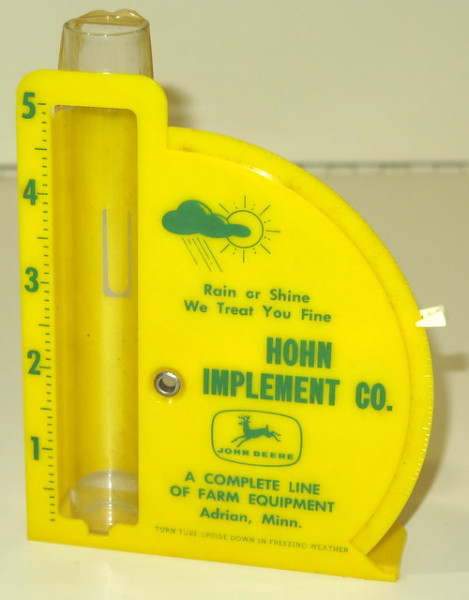 5
4
3
2
1
Rain or Shine
We Treat You Fine
HOHN
IMPLEMENT CO.
JOHN DEERE
A COMPLETE LINE
OF FARM EQUIPMENT
Adrian, Minn.
TURN TUBE UPSIDE DOWN IN FREEZING WEATHER